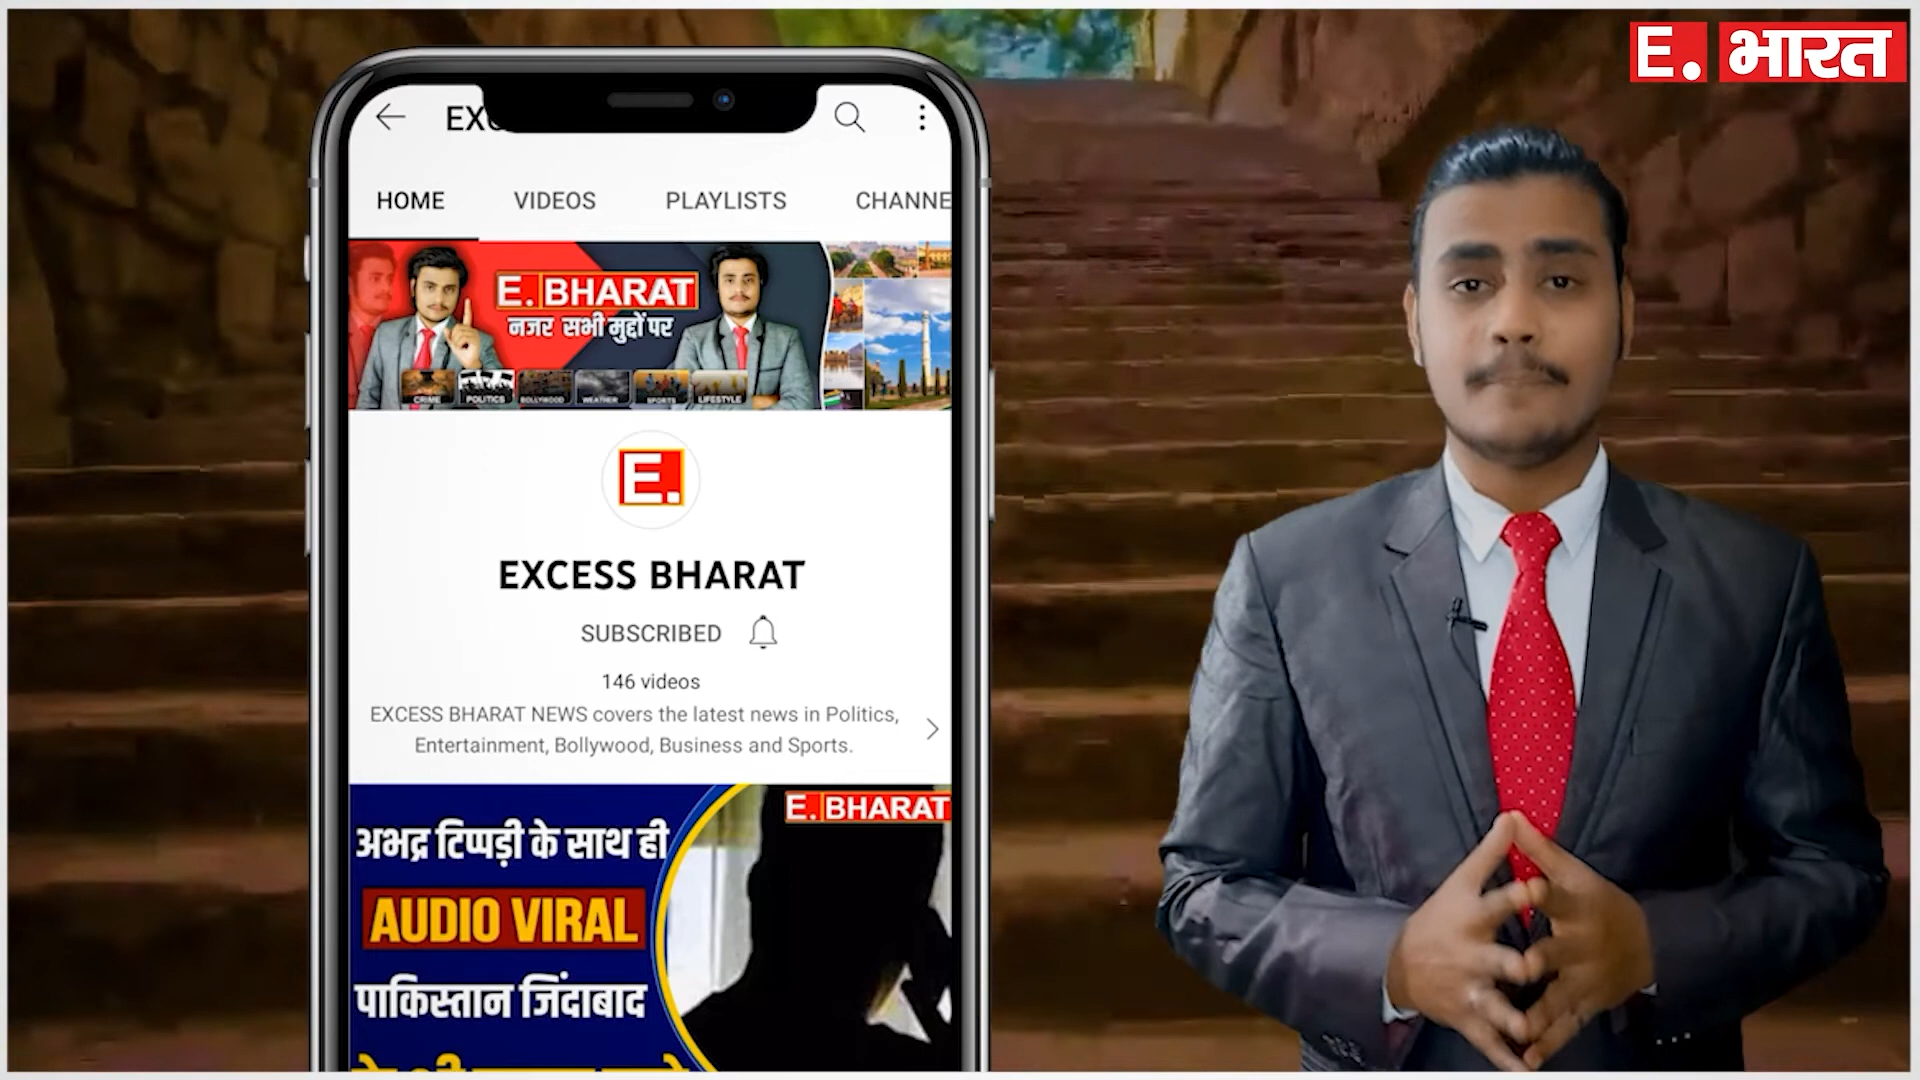 E. भारत
HOME VIDEOS PLAYLISTS CHANNE
E. BHARAT
नजर सभी मुद्दों पर
CRIME POLITICS BOLLYWOOD WEATHER SPORTS LIFESTYLE
E.
EXCESS BHARAT
SUBSCRIBED
146 videos
EXCESS BHARAT NEWS covers the latest news in Politics,
Entertainment, Bollywood, Business and Sports.
E. BHARAT
अभद्र टिप्पड़ी के साथ ही
AUDIO VIRAL
पाकिस्तान जिंदाबाद